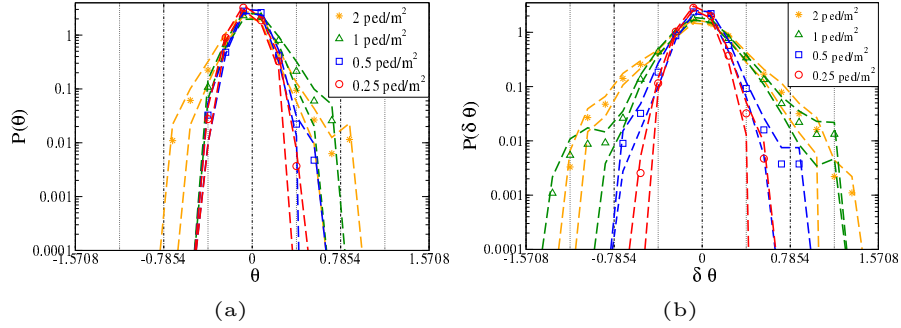 2 ped/m²
1 ped/m²
0.5 ped/m²
0.25 ped/m²
1
0.1
0.01
0.001
0.0001
P(θ)
-1.5708 -0.7854 0 0.7854 1.5708
θ
(a)
2 ped/m²
1 ped/m²
0.5 ped/m²
0.25 ped/m²
1
0.1
0.01
0.001
0.0001
P(δ θ)
-1.5708 -0.7854 0 0.7854 1.5708
δ θ
(b)